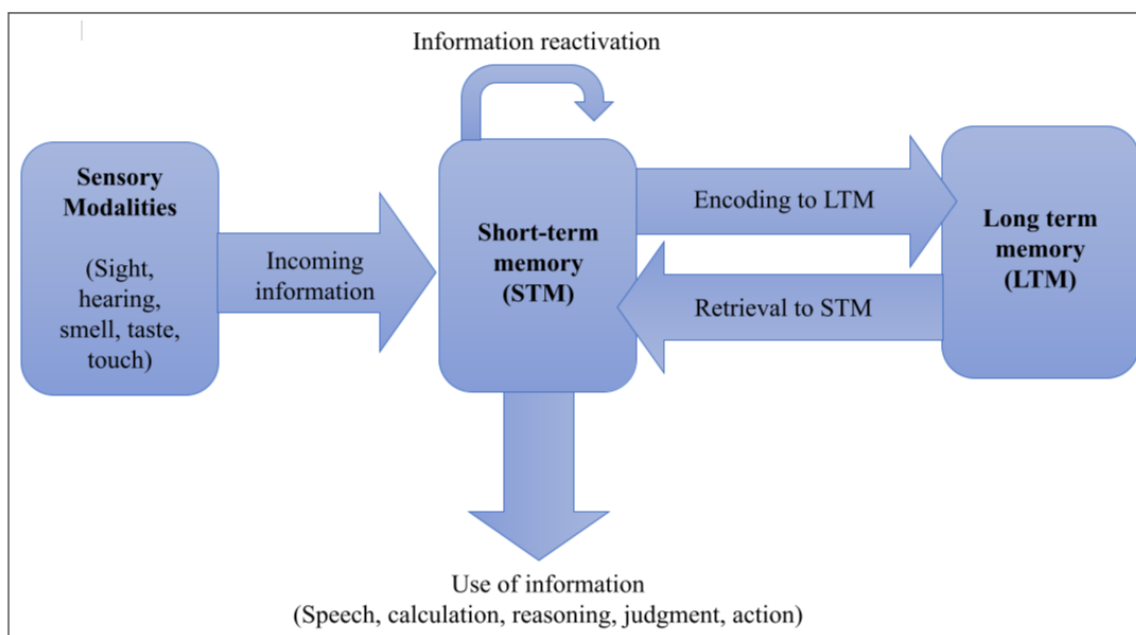 Information reactivation
Sensory
Modalities
(Sight,
hearing,
smell, taste,
touch)
Incoming
information
Short-term
memory
(STM)
Encoding to LTM
Retrieval to STM
Long term
memory
(LTM)
Use of information
(Speech, calculation, reasoning, judgment, action)